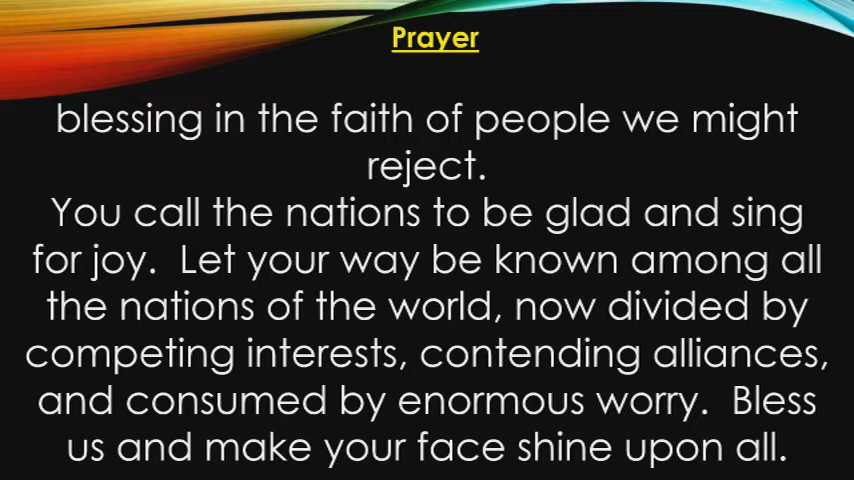 Prayer
blessing in the faith of people we might
reject.
You call the nations to be glad and sing
for joy.  Let your way be known among all
the nations of the world, now divided by
competing interests, contending alliances,
and consumed by enormous worry.  Bless
us and make your face shine upon all.